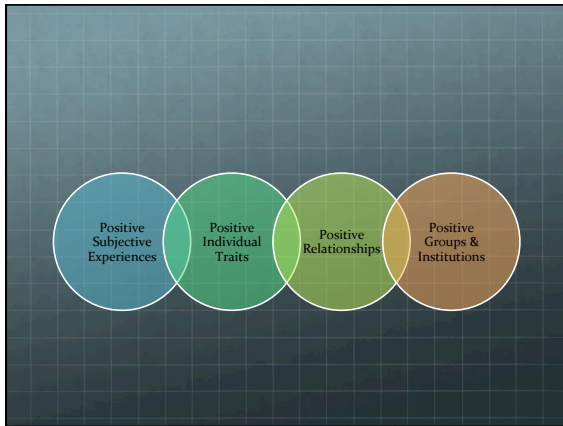 Positive
Subjective
Experiences
Positive
Individual
Traits
Positive
Relationships
Positive
Groups &
Institutions